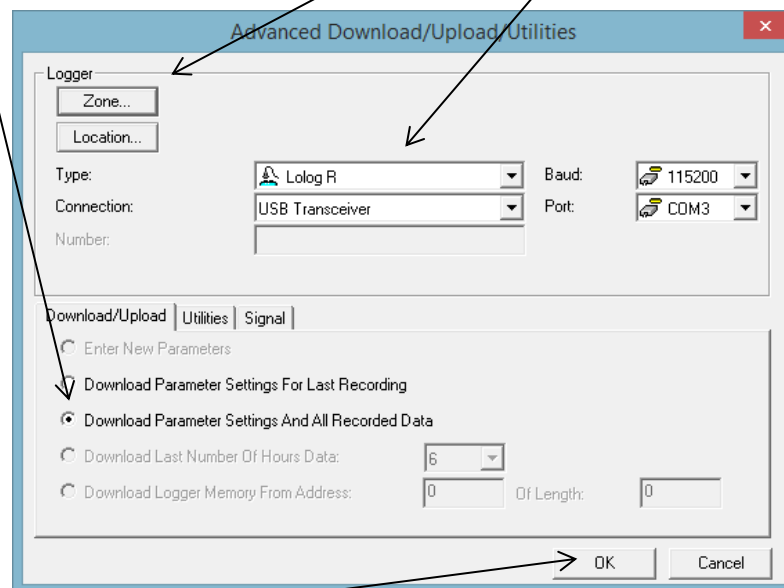 Advanced Download/Upload/Utilities
Logger
Zone...
Location...
Type: Lolog R Baud: 115200
Connection: USB Transceiver Port: COM3
Number:
Download/Upload Utilities Signal
Enter New Parameters
Download Parameter Settings For Last Recording
Download Parameter Settings And All Recorded Data
Download Last Number Of Hours Data: 6
Download Logger Memory From Address: 0 Of Length: 0
OK Cancel